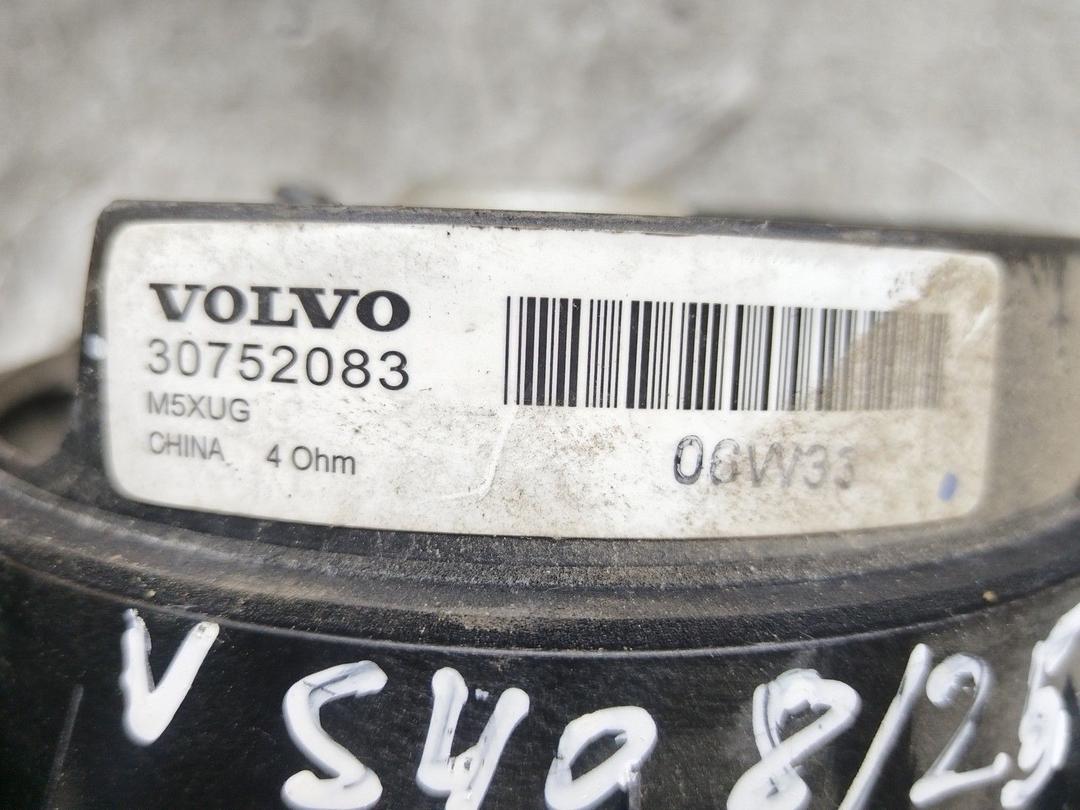 VOLVO
30752083
M5XUG
CHINA 4 Ohm
06W33
V S40 8/25